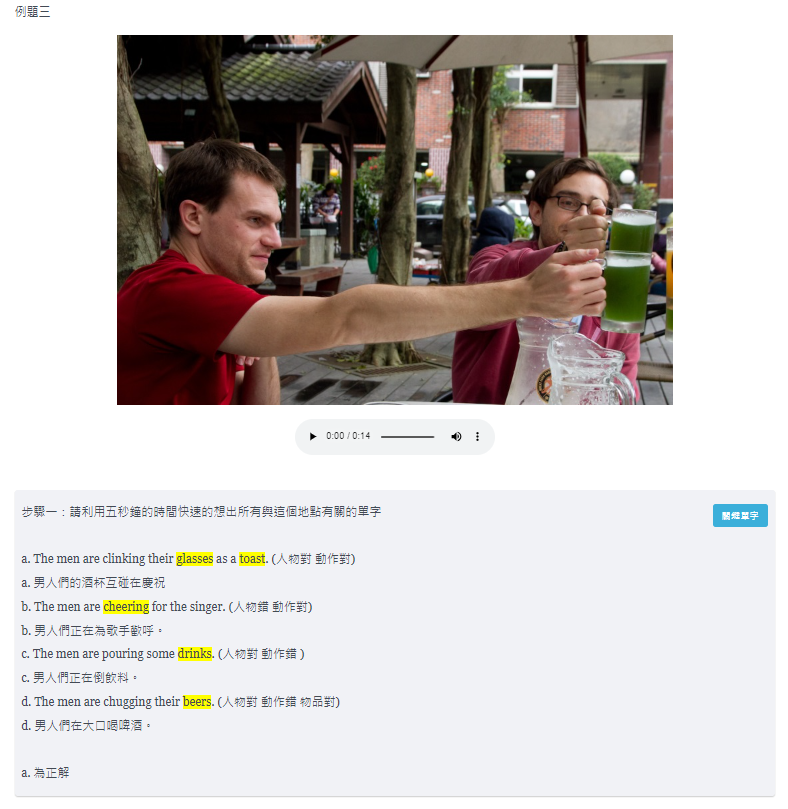 例題三
0:00 / 0:14
步驟一：請利用五秒鐘的時間快速的想出所有與這個地點有關的單字
關鍵單字
a. The men are clinking their glasses as a toast. (人物對 動作對)
a. 男人們的酒杯互碰在慶祝
b. The men are cheering for the singer. (人物錯 動作對)
b. 男人們正在為歌手歡呼。
c. The men are pouring some drinks. (人物對 動作錯 )
c. 男人們正在倒飲料。
d. The men are chugging their beers. (人物對 動作錯 物品對)
d. 男人們在大口喝啤酒。
a. 為正解